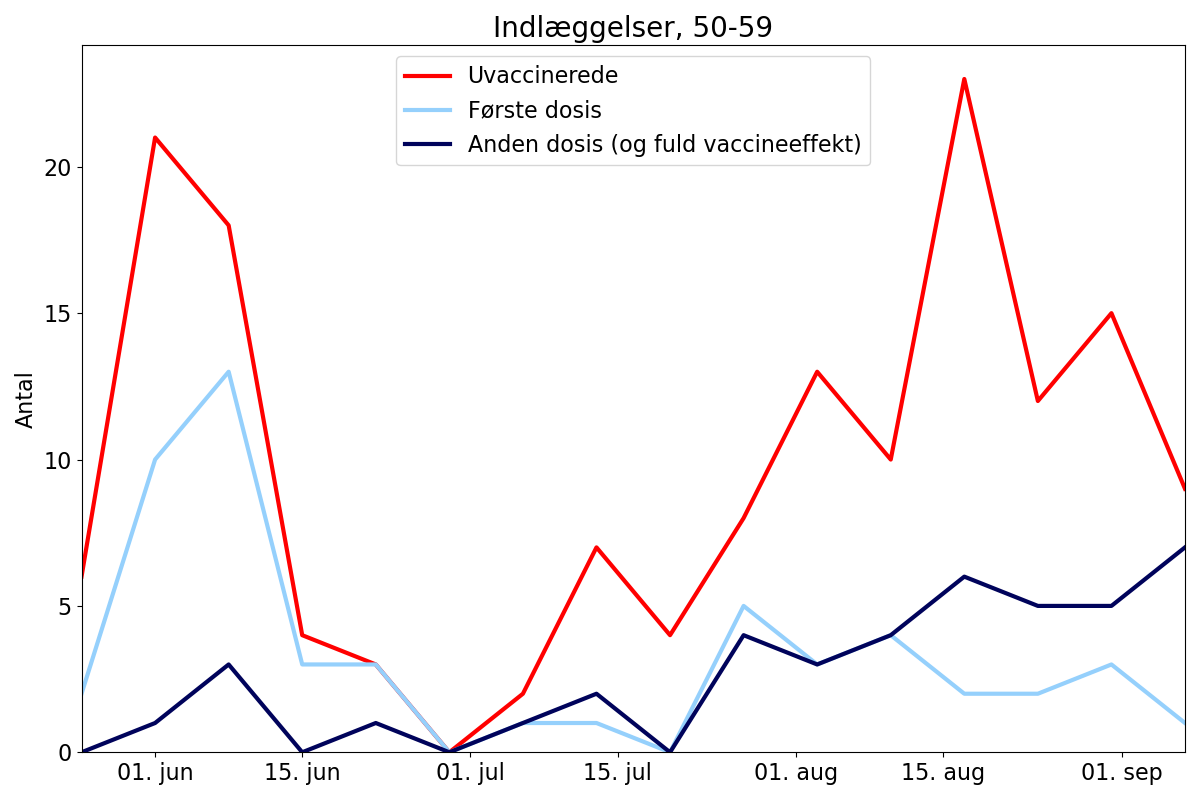 Indlæggelser, 50-59
Uvaccinerede
Første dosis
Anden dosis (og fuld vaccineeffekt)
Antal
20
15
10
5
0
01. jun
15. jun
01. jul
15. jul
01. aug
15. aug
01. sep